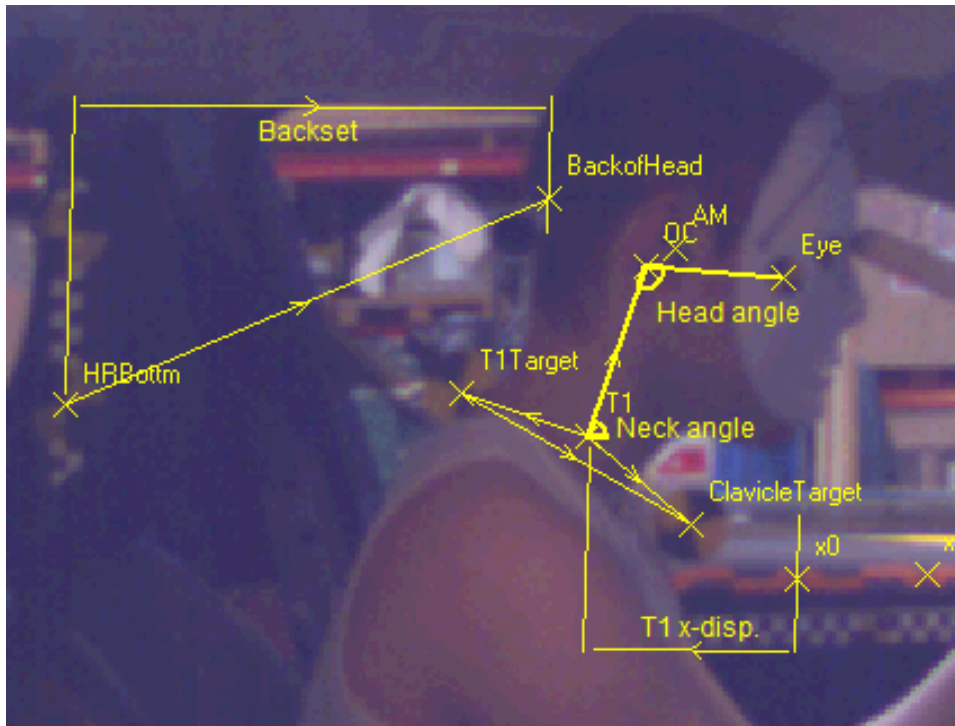 Backset
BackofHead
AM
OC
Eye
Head angle
HRBottm
T1Target
T1
Neck angle
ClavicleTarget
x0
x
T1 x-disp.